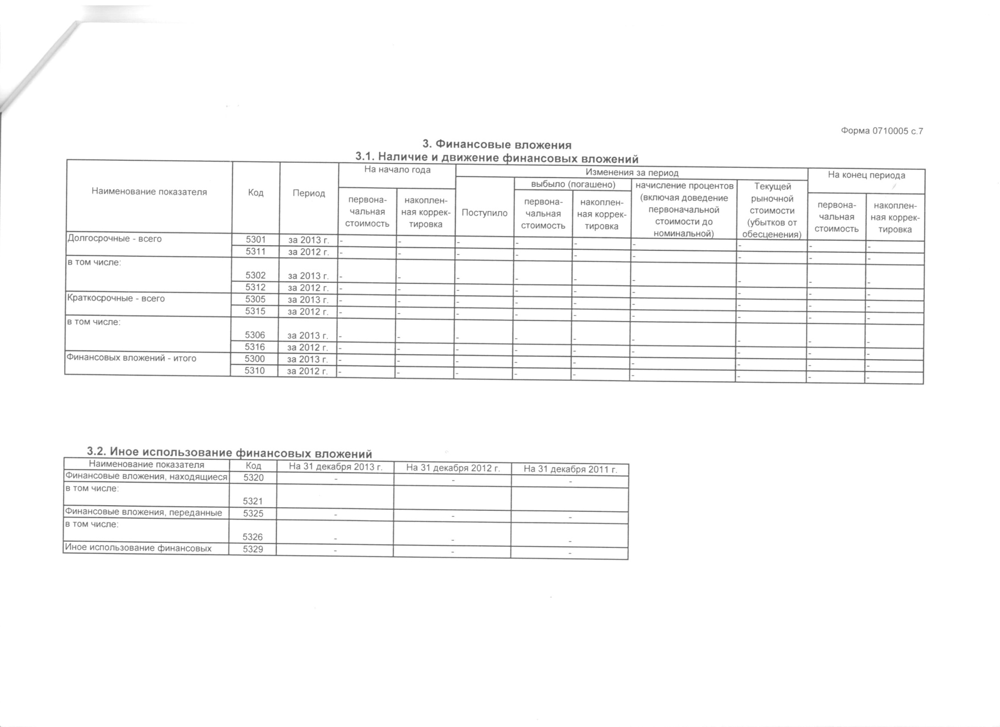 Форма 0710005 с.7
3. Финансовые вложения
3.1. Наличие и движение финансовых вложений
Наименование показателя Код Период На начало года Изменения за период На конец периода
выбыло (погашено)
первона-
чальная
стоимость
накоплен-
ная коррек-
тировка
Поступило
первона-
чальная
стоимость
накоплен-
ная коррек-
тировка
начисление процентов
(включая доведение
первоначальной
стоимости до
номинальной)
Текущей
рыночной
стоимости
(убытков от
обесценения)
первона-
чальная
стоимость
накоплен-
ная коррек-
тировка
Долгосрочные - всего 5301 за 2013 г. - - - - - - - - -
5311 за 2012 г. - - - - - - - - -
в том числе:
5302 за 2013 г. - - - - - - - - -
5312 за 2012 г. - - - - - - - - -
Краткосрочные - всего 5305 за 2013 г. - - - - - - - - -
5315 за 2012 г. - - - - - - - - -
в том числе:
5306 за 2013 г. - - - - - - - - -
5316 за 2012 г. - - - - - - - - -
Финансовых вложений - итого 5300 за 2013 г. - - - - - - - - -
5310 за 2012 г. - - - - - - - - -
3.2. Иное использование финансовых вложений
Наименование показателя Код На 31 декабря 2013 г. На 31 декабря 2012 г. На 31 декабря 2011 г.
Финансовые вложения, находящиеся 5320 - - -
в том числе:
5321
Финансовые вложения, переданные 5325 - - -
в том числе:
5326 - - -
Иное использование финансовых 5329 - - -